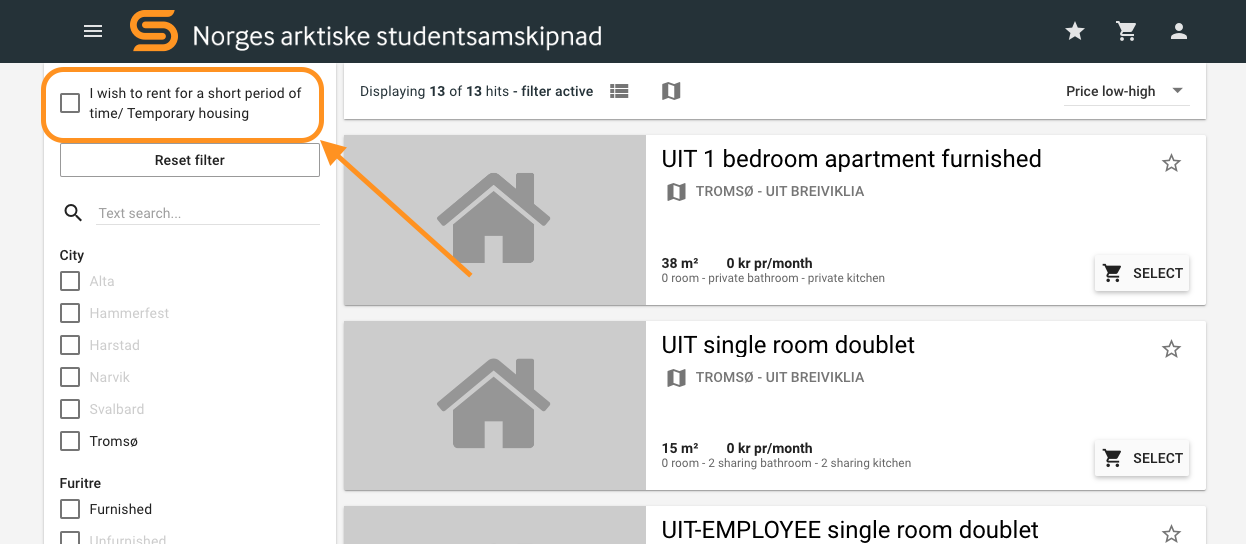 Norges arktiske studentsamskipnad
I wish to rent for a short period of
time/ Temporary housing
Reset filter
Text search...
City
Alta
Hammerfest
Harstad
Narvik
Svalbard
Tromsø
Furitre
Furnished
Unfurnished
Displaying 13 of 13 hits - filter active
Price low-high
UIT 1 bedroom apartment furnished
TROMSØ - UIT BREIVIKLIA
38 m² 0 kr pr/month
0 room - private bathroom - private kitchen
SELECT
UIT single room doublet
TROMSØ - UIT BREIVIKLIA
15 m² 0 kr pr/month
0 room - 2 sharing bathroom - 2 sharing kitchen
SELECT
UIT-EMPLOYEE single room doublet